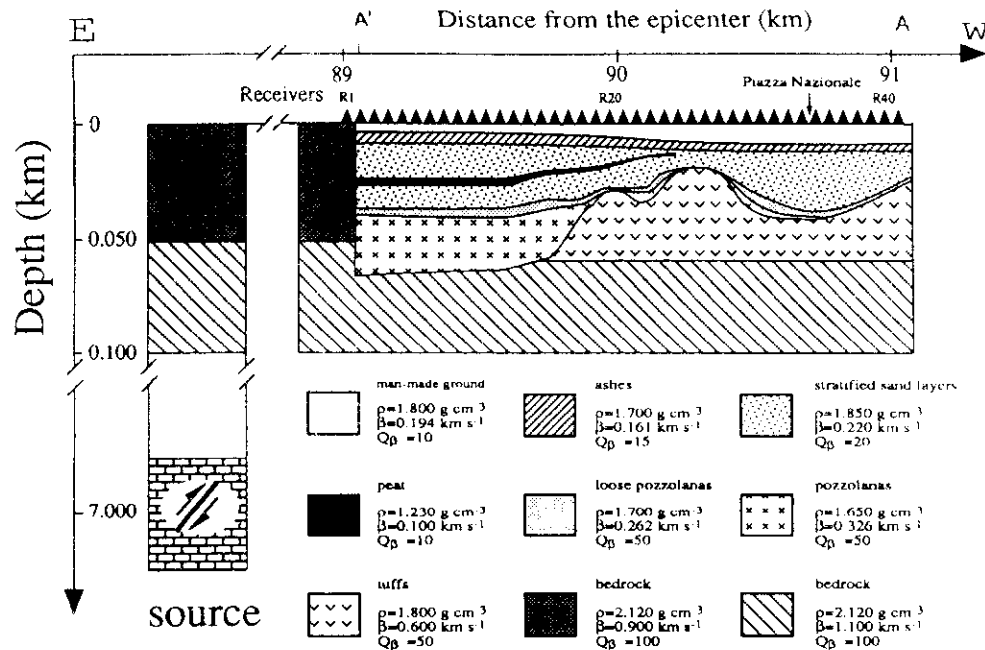 E
A'
Distance from the epicenter (km)
A
W
89
90
91
Receivers
R1
R20
Piazza Nazionale
R40
Depth (km)
0
0.050
0.100
7.000
source
man-made ground
ρ=1.800 g cm⁻³
β=0.194 km s⁻¹
Qβ =10
ashes
ρ=1.700 g cm⁻³
β=0.161 km s⁻¹
Qβ =15
stratified sand layers
ρ=1.850 g cm⁻³
β=0.220 km s⁻¹
Qβ =20
peat
ρ=1.230 g cm⁻³
β=0.100 km s⁻¹
Qβ =10
loose pozzolanas
ρ=1.700 g cm⁻³
β=0.262 km s⁻¹
Qβ =50
pozzolanas
ρ=1.650 g cm⁻³
β=0.326 km s⁻¹
Qβ =50
tuffs
ρ=1.800 g cm⁻³
β=0.600 km s⁻¹
Qβ =50
bedrock
ρ=2.120 g cm⁻³
β=0.900 km s⁻¹
Qβ =100
bedrock
ρ=2.120 g cm⁻³
β=1.100 km s⁻¹
Qβ =100